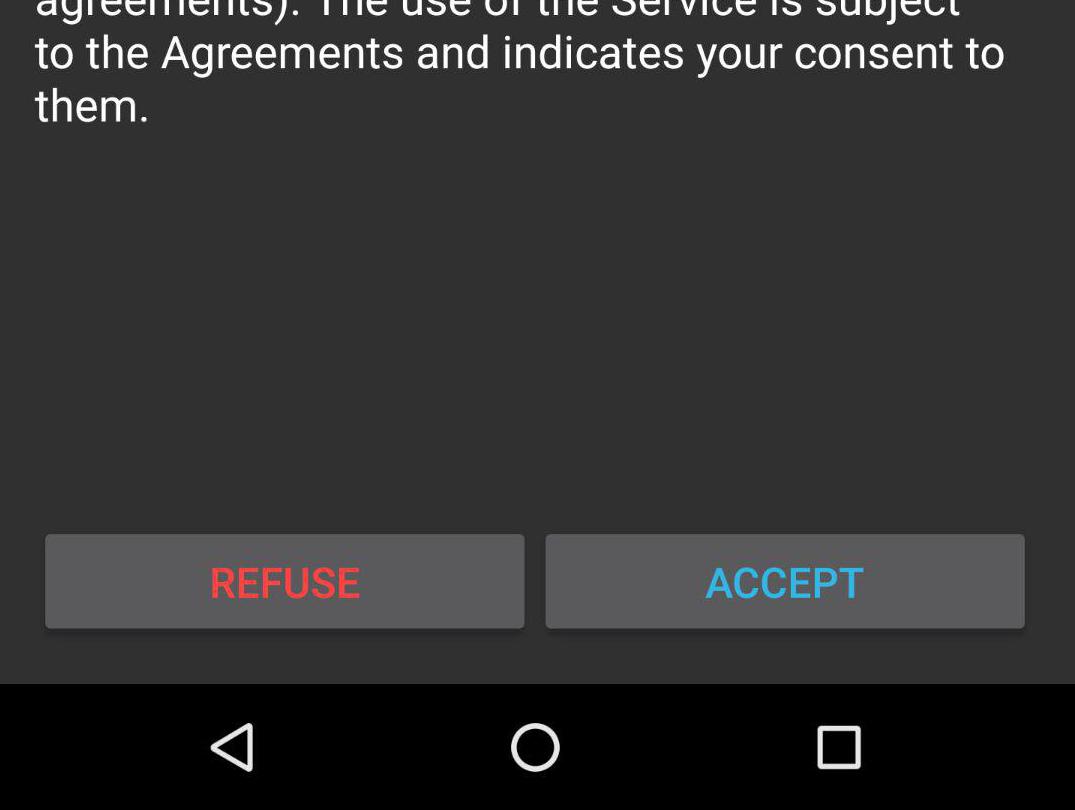 agreements). The use of the Service is subject
to the Agreements and indicates your consent to
them.
REFUSE
ACCEPT